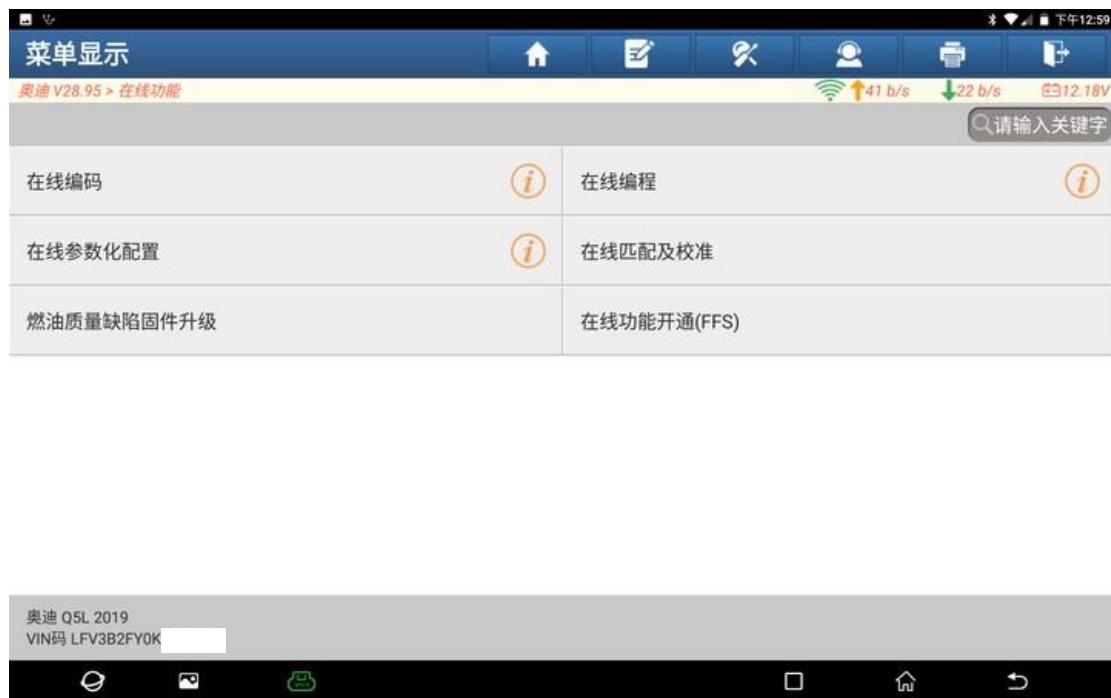 下午12:59
菜单显示
奥迪 V28.95 > 在线功能
41 b/s
22 b/s
12.18V
请输入关键字
在线编码
在线编程
在线参数化配置
在线匹配及校准
燃油质量缺陷固件升级
在线功能开通(FFS)
奥迪 Q5L 2019
VIN码 LFV3B2FY0K